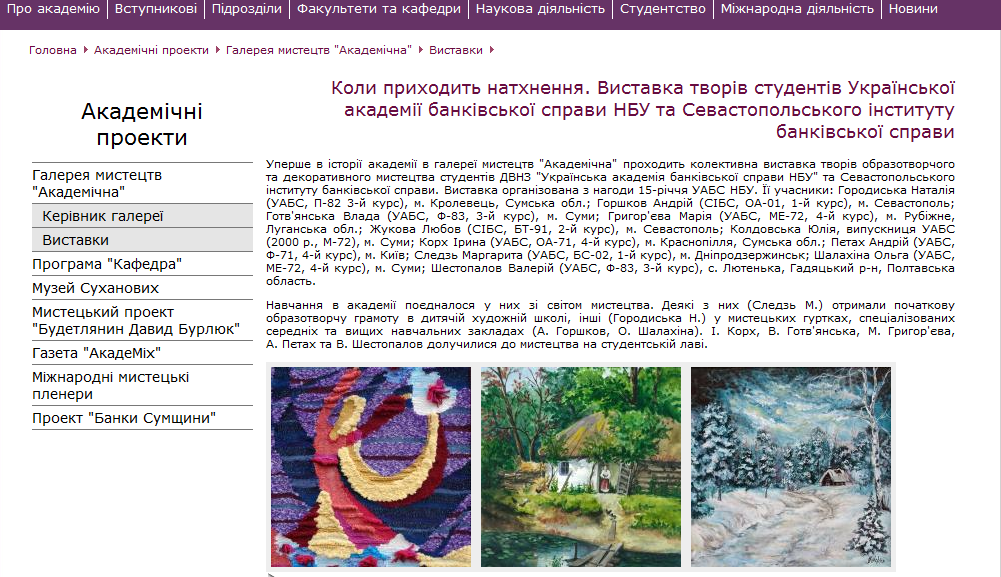 Про академію | Вступникові | Підрозділи | Факультети та кафедри | Наукова діяльність | Студентство | Міжнародна діяльність | Новини
Головна Академічні проекти Галерея мистецтв "Академічна" Виставки
Академічні
проекти
Галерея мистецтв
"Академічна"
Керівник галереї
Виставки
Програма "Кафедра"
Музей Суханових
Мистецький проект
"Будетлянин Давид Бурлюк"
Газета "АкадеМіх"
Міжнародні мистецькі
пленери
Проект "Банки Сумщини"
Коли приходить натхнення. Виставка творів студентів Української
академії банківської справи НБУ та Севастопольського інституту
банківської справи
Уперше в історії академії в галереї мистецтв "Академічна" проходить колективна виставка творів образотворчого
та декоративного мистецтва студентів ДВНЗ "Українська академія банківської справи НБУ" та Севастопольського
інституту банківської справи. Виставка організована з нагоди 15-річчя УАБС НБУ. Її учасники: Городиська Наталія
(УАБС, П-82 3-й курс), м. Кролевець, Сумська обл.; Горшков Андрій (СІБС, ОА-01, 1-й курс), м. Севастополь;
Готв'янська Влада (УАБС, Ф-83, 3-й курс), м. Суми; Григор'ева Марія (УАБС, МЕ-72, 4-й курс), м. Рубіжне,
Луганська обл.; Жукова Любов (СІБС, БТ-91, 2-й курс), м. Севастополь; Колдовська Юлія, випускниця УАБС
(2000 р., М-72), м. Суми; Корх Ірина (УАБС, ОА-71, 4-й курс), м. Краснопілля, Сумська обл.; Петах Андрій (УАБС,
Ф-71, 4-й курс), м. Київ; Следзь Маргарита (УАБС, БС-02, 1-й курс), м. Дніпродзержинськ; Шалахіна Ольга (УАБС,
МЕ-72, 4-й курс), м. Суми; Шестопалов Валерій (УАБС, Ф-83, 3-й курс), с. Лютенька, Гадяцький р-н, Полтавська
область.
Навчання в академії поєдналося у них зі світом мистецтва. Деякі з них (Следзь М.) отримали початкову
образотворчу грамоту в дитячій художній школі, інші (Городиська Н.) у мистецьких гуртках, спеціалізованих
середніх та вищих навчальних закладах (А. Горшков, О. Шалахіна). І. Корх, В. Готв'янська, М. Григор'ева,
А. Петах та В. Шестопалов долучилися до мистецтва на студентській лаві.